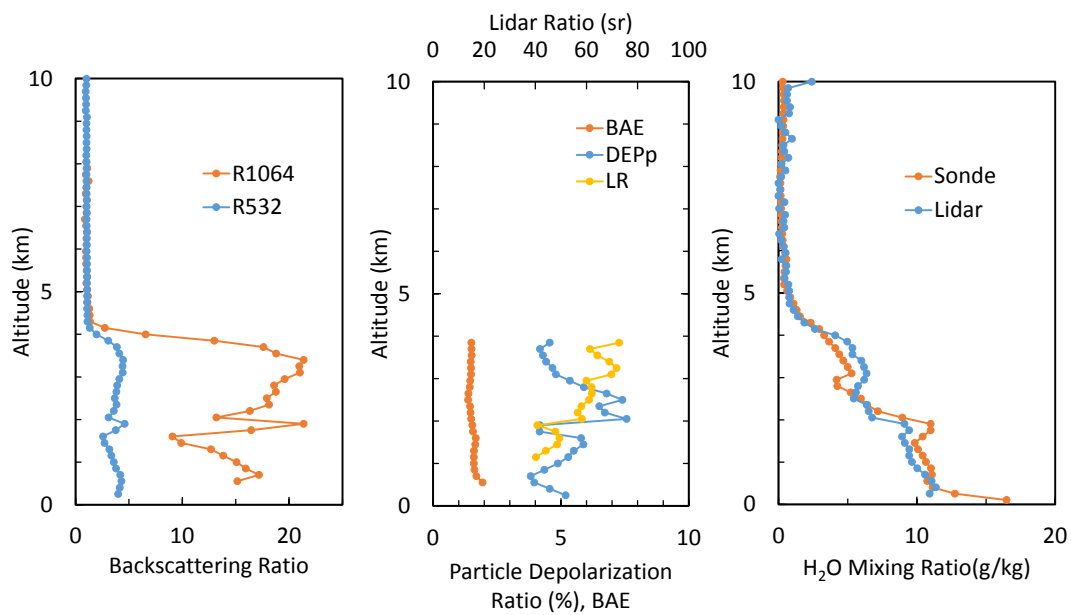 Lidar Ratio (sr)
0 20 40 60 80 100
10
5
0
Altitude (km)
R1064
R532
0 10 20
Backscattering Ratio
10
5
0
Altitude (km)
BAE
DEPp
LR
0 5 10
Particle Depolarization
Ratio (%), BAE
10
5
0
Altitude (km)
Sonde
Lidar
0 10 20
H₂O Mixing Ratio(g/kg)